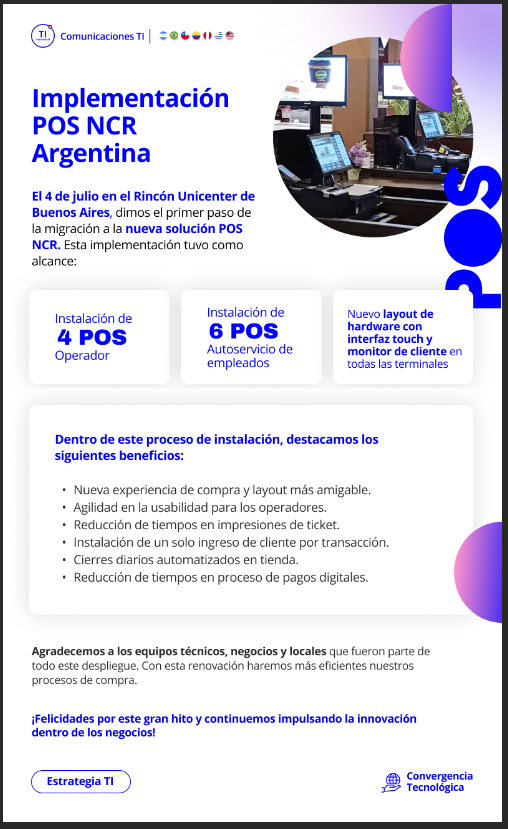 TI
Comunicaciones TI
Implementación
POS NCR
Argentina
El 4 de julio en el Rincón Unicenter de
Buenos Aires, dimos el primer paso de
la migración a la nueva solución POS
NCR. Esta implementación tuvo como
alcance:
POS
Instalación de
4 POS
Operador
Instalación de
6 POS
Autoservicio de
empleados
Nuevo layout de
hardware con
interfaz touch y
monitor de cliente en
todas las terminales
Dentro de este proceso de instalación, destacamos los
siguientes beneficios:
• Nueva experiencia de compra y layout más amigable.
• Agilidad en la usabilidad para los operadores.
• Reducción de tiempos en impresiones de ticket.
• Instalación de un solo ingreso de cliente por transacción.
• Cierres diarios automatizados en tienda.
• Reducción de tiempos en proceso de pagos digitales.
Agradecemos a los equipos técnicos, negocios y locales que fueron parte de
todo este despliegue. Con esta renovación haremos más eficientes nuestros
procesos de compra.
¡Felicidades por este gran hito y continuemos impulsando la innovación
dentro de los negocios!
Estrategia TI
Convergencia
Tecnológica